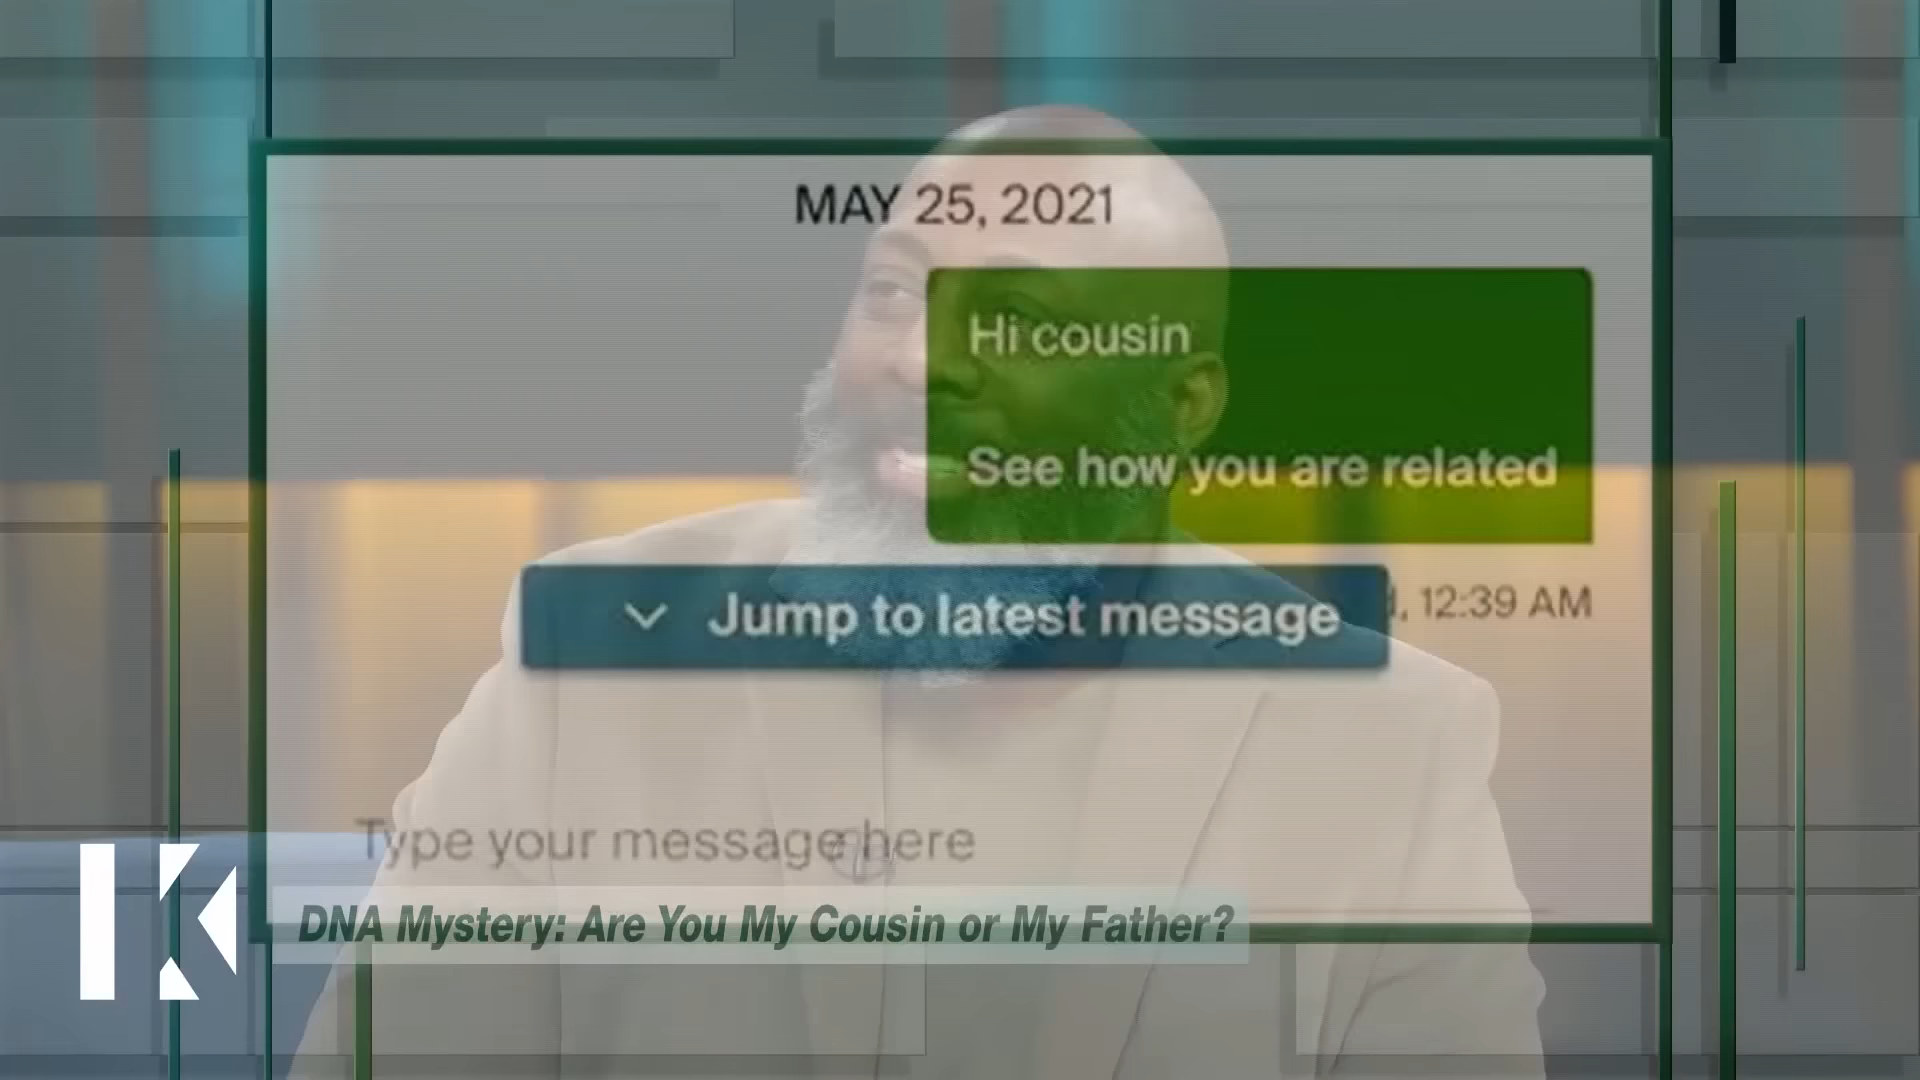 MAY 25, 2021
Hi cousin
See how you are related
, 12:39 AM
Jump to latest message
Type your message here
DNA Mystery: Are You My Cousin or My Father?
K